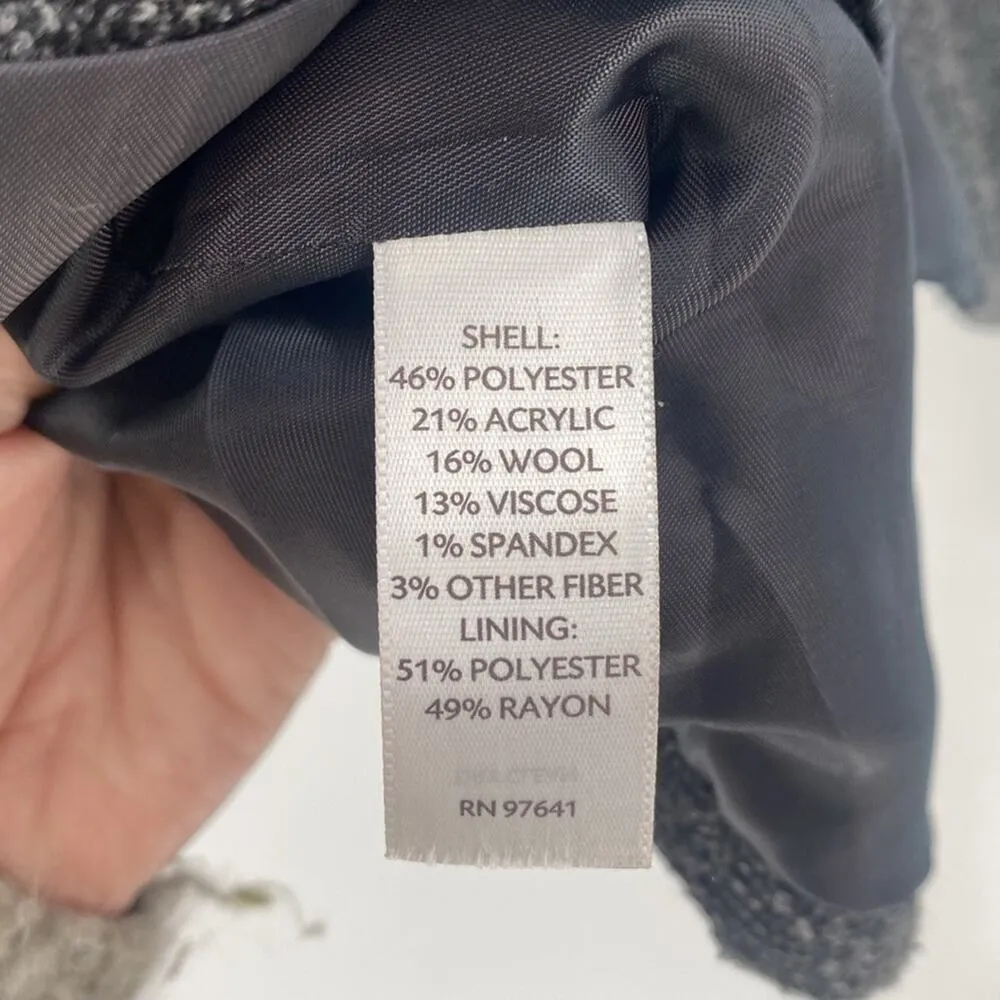 SHELL:
46% POLYESTER
21% ACRYLIC
16% WOOL
13% VISCOSE
1% SPANDEX
3% OTHER FIBER
LINING:
51% POLYESTER
49% RAYON
RN 97641